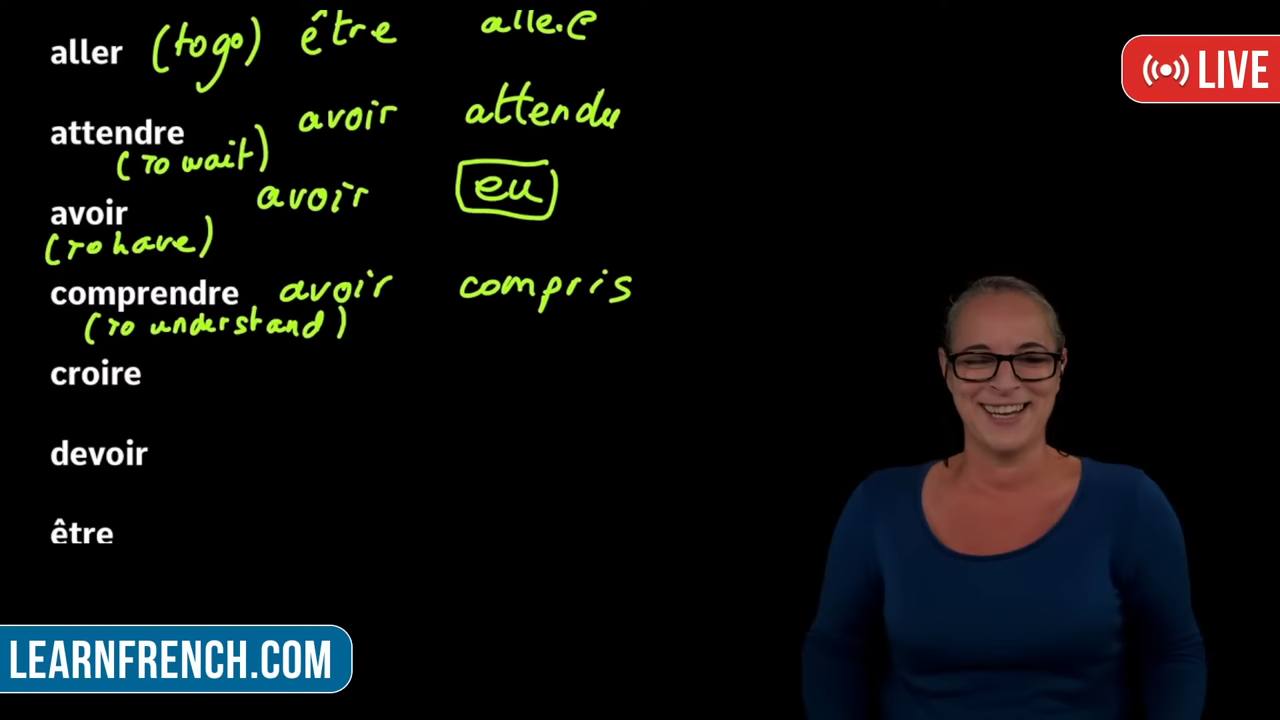 aller (to go) être allé.e
LIVE
attendre avoir attendu
(to wait)
avoir avoir eu
(to have)
comprendre avoir compris
(to understand)
croire
devoir
être
LEARNFRENCH.COM